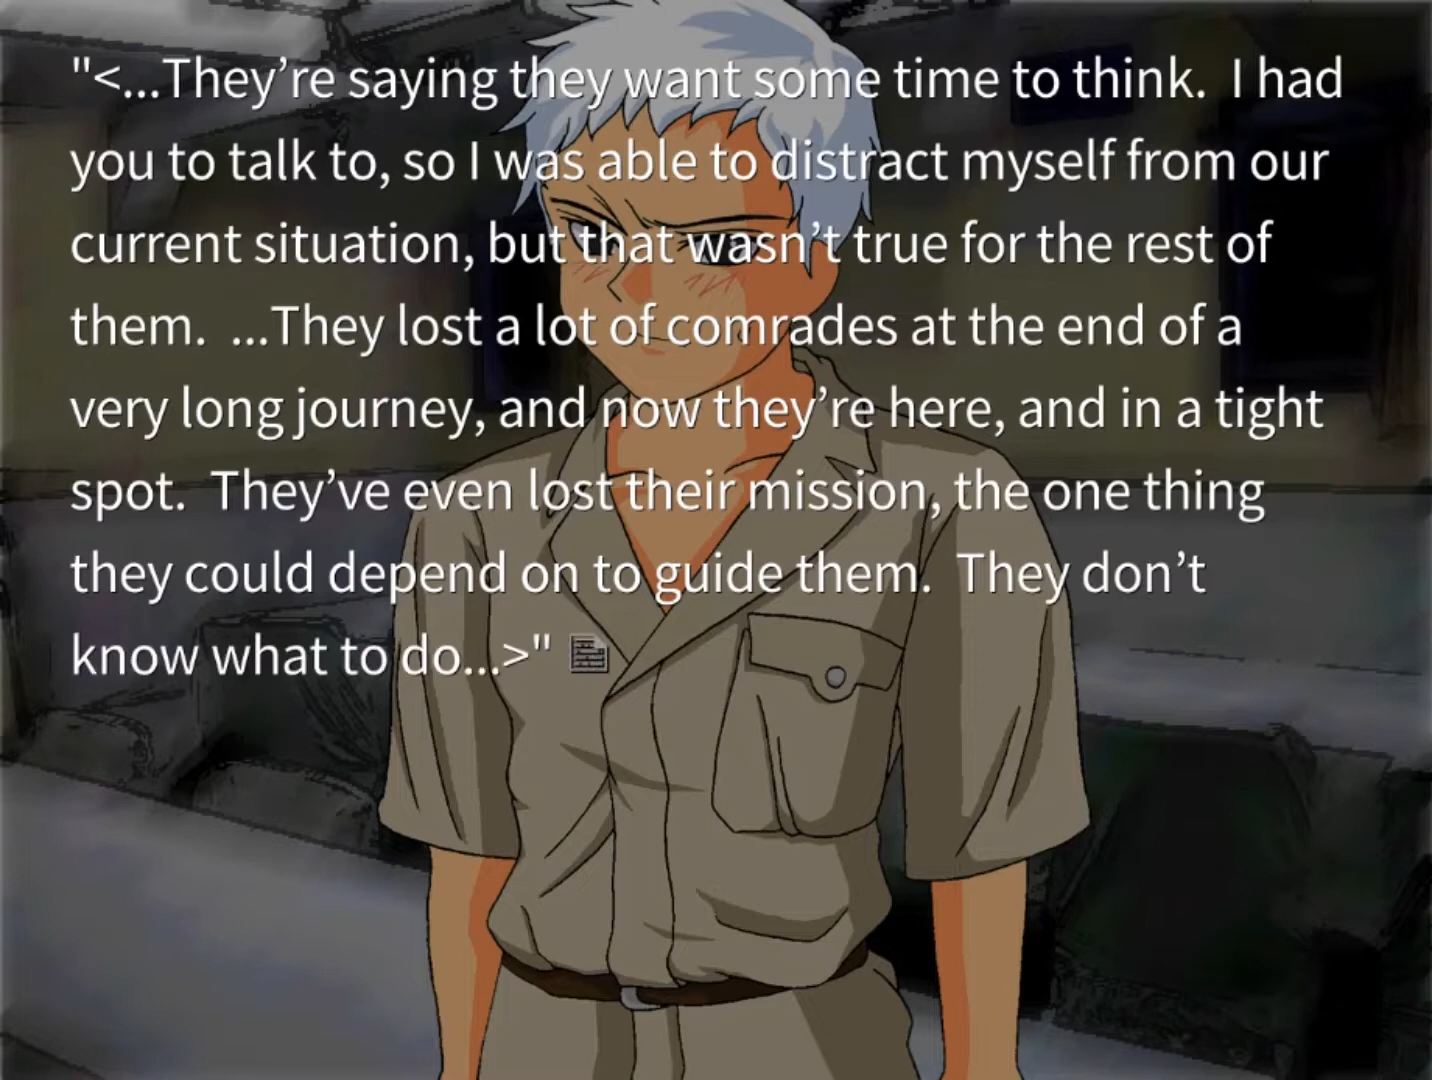 "<...They’re saying they want some time to think.  I had
you to talk to, so I was able to distract myself from our
current situation, but that wasn’t true for the rest of
them.  ...They lost a lot of comrades at the end of a
very long journey, and now they’re here, and in a tight
spot.  They’ve even lost their mission, the one thing
they could depend on to guide them.  They don’t
know what to do...>"